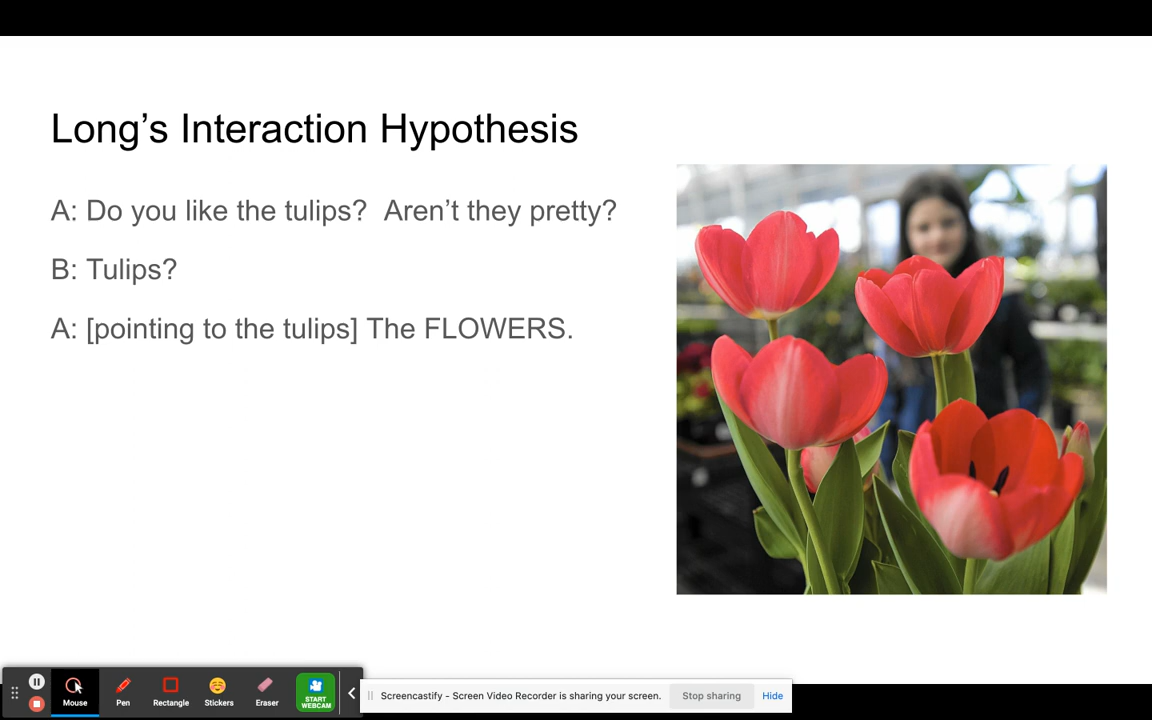 Long’s Interaction Hypothesis
A: Do you like the tulips?  Aren’t they pretty?
B: Tulips?
A: [pointing to the tulips] The FLOWERS.
Mouse
Pen
Rectangle
Stickers
Eraser
START
WEBCAM
Screencastify - Screen Video Recorder is sharing your screen.
Stop sharing
Hide